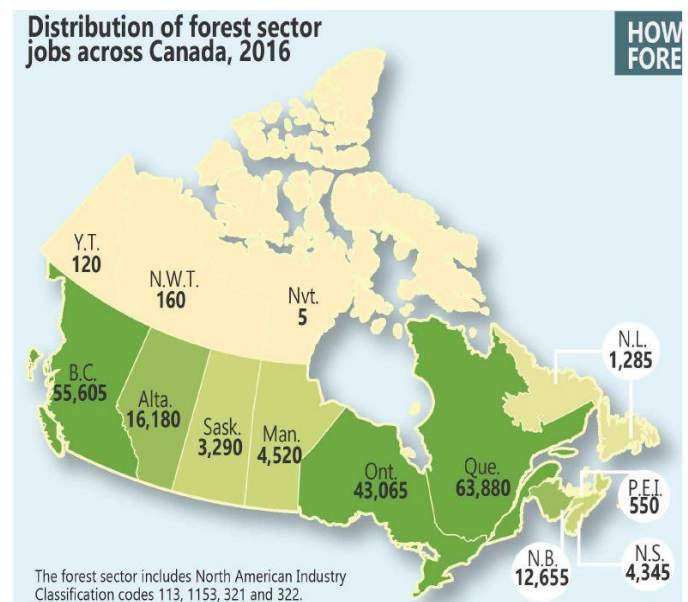 Distribution of forest sector
jobs across Canada, 2016
HOW
FORE
Y.T.
120
N.W.T.
160
Nvt.
5
B.C.
55,605
Alta.
16,180
Sask.
3,290
Man.
4,520
Ont.
43,065
Que.
63,880
N.L.
1,285
P.E.I.
550
N.B.
12,655
N.S.
4,345
The forest sector includes North American Industry
Classification codes 113, 1153, 321 and 322.